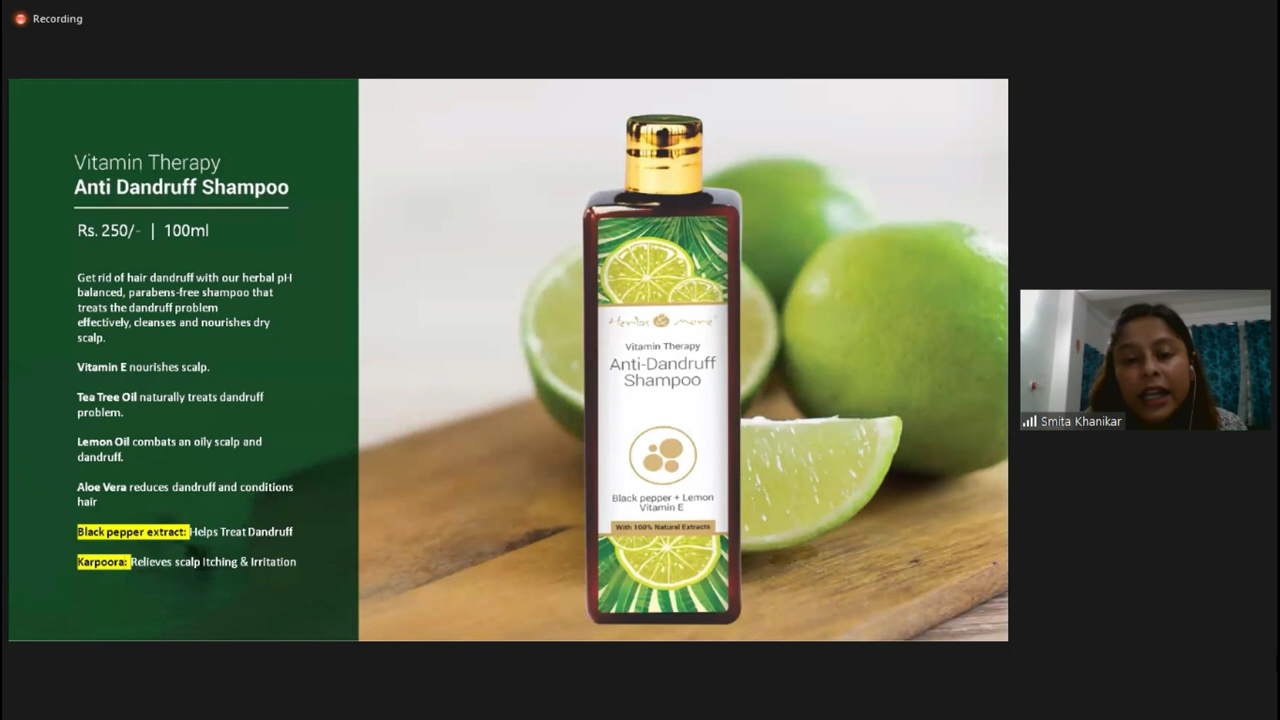 Recording
Vitamin Therapy
Anti Dandruff Shampoo
Rs. 250/- | 100ml
Get rid of hair dandruff with our herbal pH
balanced, parabens-free shampoo that
treats the dandruff problem
effectively, cleanses and nourishes dry
scalp.
Vitamin E nourishes scalp.
Tea Tree Oil naturally treats dandruff
problem.
Lemon Oil combats an oily scalp and
dandruff.
Aloe Vera reduces dandruff and conditions
hair
Black pepper extract: Helps Treat Dandruff
Karpoora: Relieves scalp Itching & Irritation
Herbs & more
Vitamin Therapy
Anti-Dandruff
Shampoo
Black pepper + Lemon
Vitamin E
With 100% Natural Extracts
Smita Khanikar